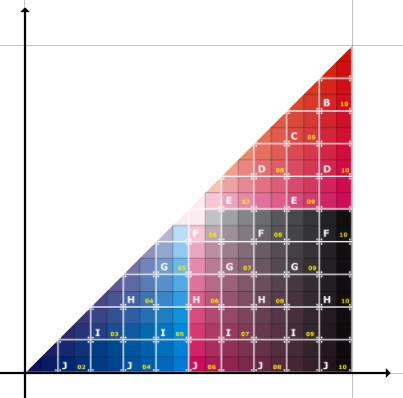 B 10
C 09
D 08 D 10
E 07 E 09
F 06 F 08 F 10
G 05 G 07 G 09
H 04 H 06 H 08 H 10
I 03 I 05 I 07 I 09
J 02 J 04 J 06 J 08 J 10